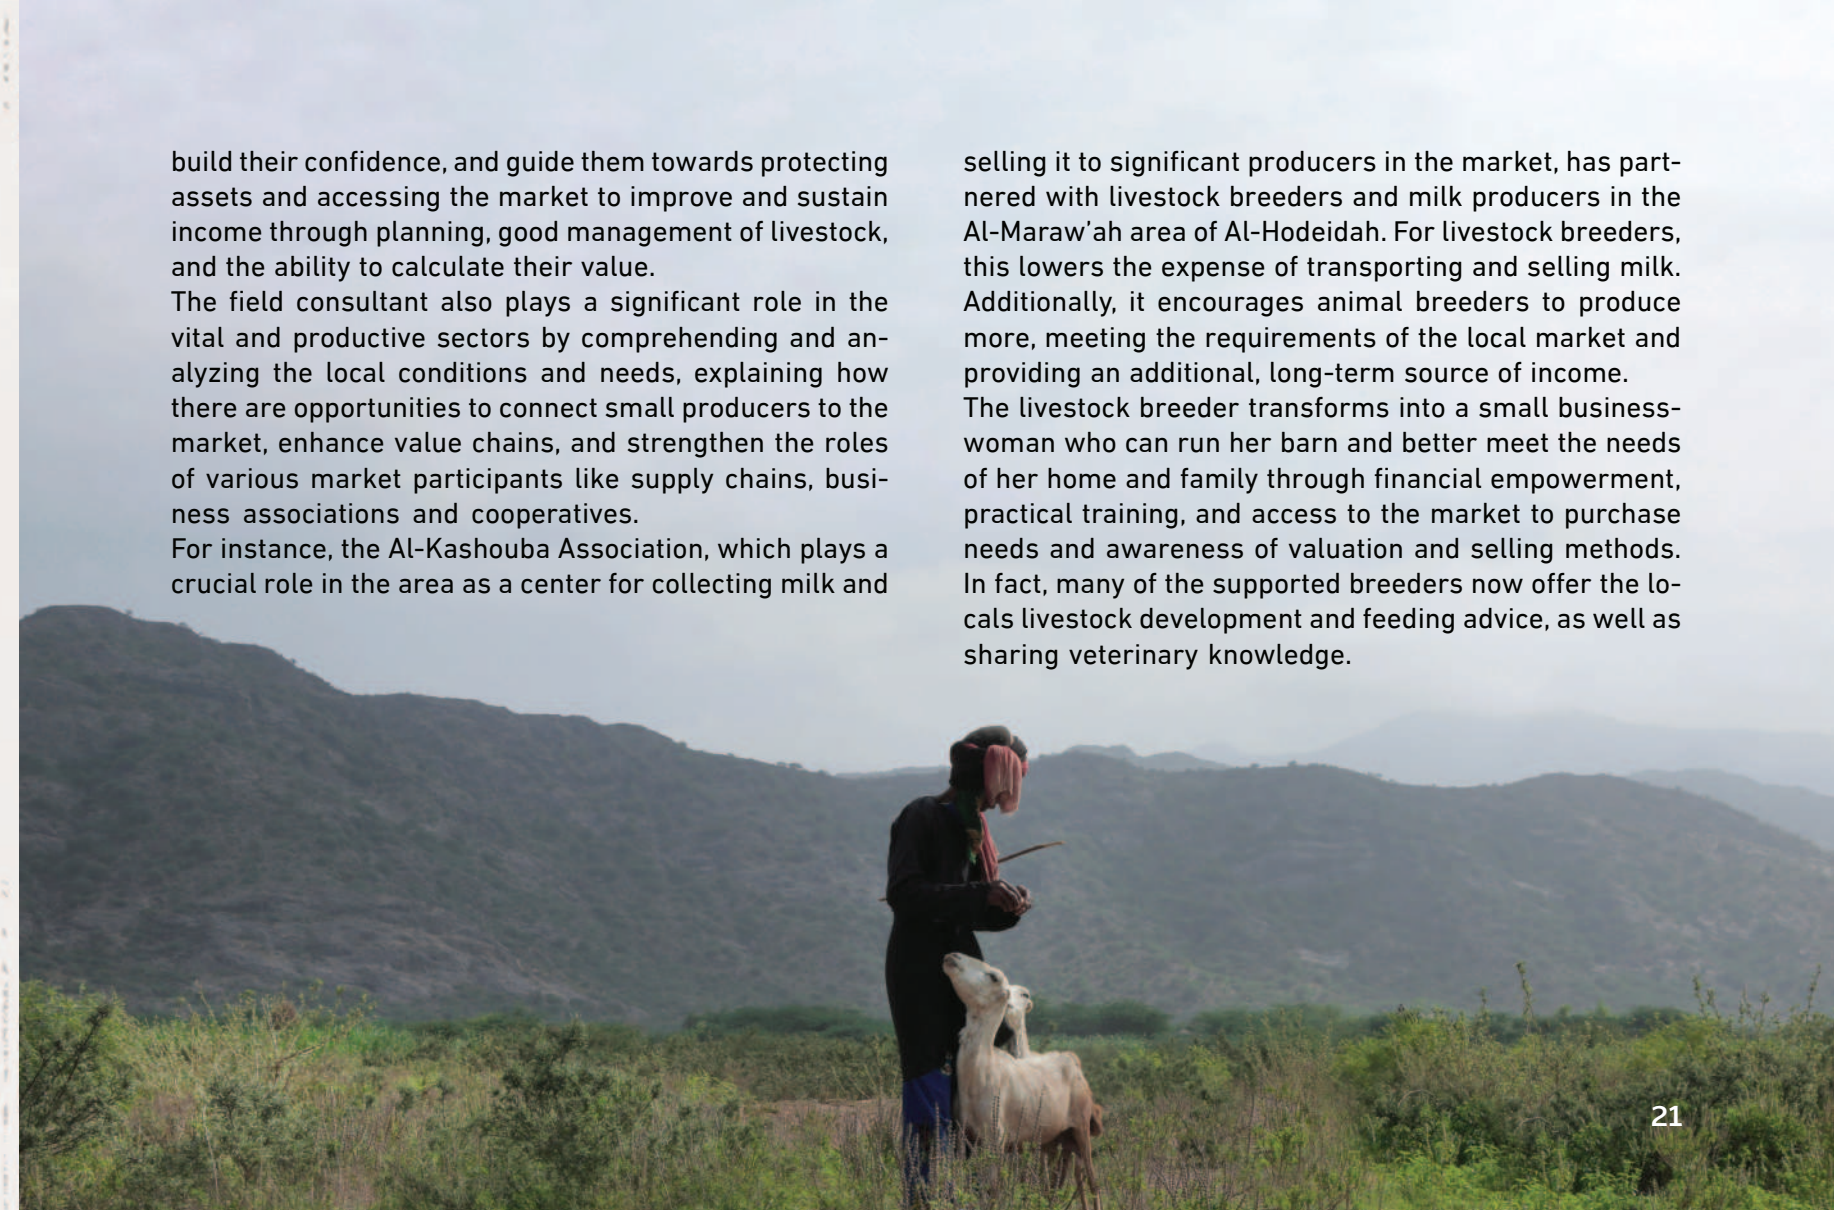 build their confidence, and guide them towards protecting
assets and accessing the market to improve and sustain
income through planning, good management of livestock,
and the ability to calculate their value.
The field consultant also plays a significant role in the
vital and productive sectors by comprehending and an-
alyzing the local conditions and needs, explaining how
there are opportunities to connect small producers to the
market, enhance value chains, and strengthen the roles
of various market participants like supply chains, busi-
ness associations and cooperatives.
For instance, the Al-Kashouba Association, which plays a
crucial role in the area as a center for collecting milk and
selling it to significant producers in the market, has part-
nered with livestock breeders and milk producers in the
Al-Maraw’ah area of Al-Hodeidah. For livestock breeders,
this lowers the expense of transporting and selling milk.
Additionally, it encourages animal breeders to produce
more, meeting the requirements of the local market and
providing an additional, long-term source of income.
The livestock breeder transforms into a small business-
woman who can run her barn and better meet the needs
of her home and family through financial empowerment,
practical training, and access to the market to purchase
needs and awareness of valuation and selling methods.
In fact, many of the supported breeders now offer the lo-
cals livestock development and feeding advice, as well as
sharing veterinary knowledge.
21